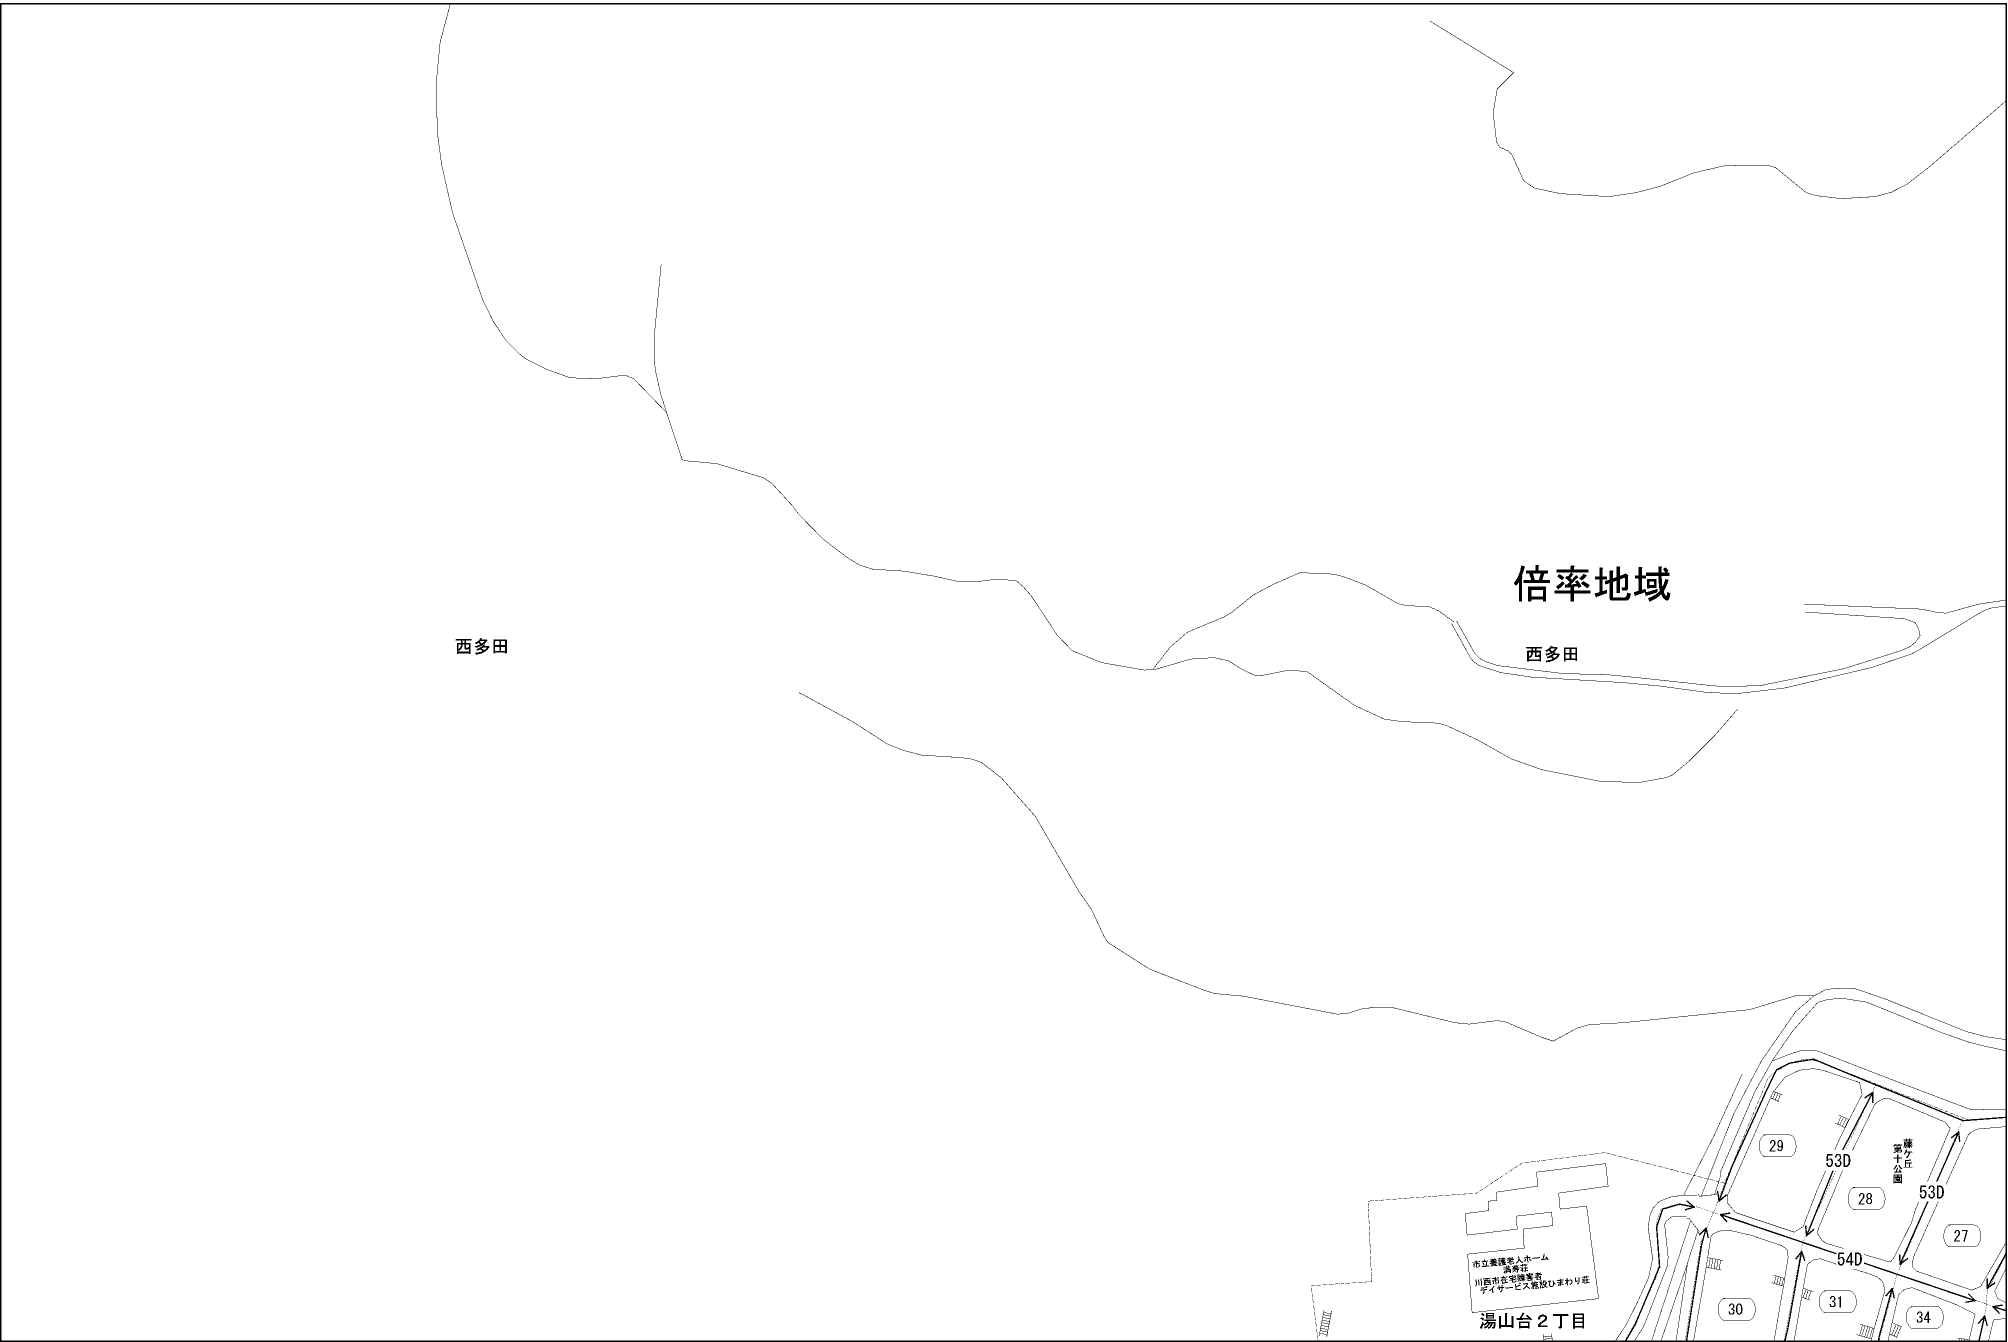 倍率地域
西多田
西多田
29
53D
藤ケ丘
第十公園
28
53D
27
54D
市立養護老人ホーム
満寿荘
川西市在宅障害者
デイサービス施設ひまわり荘
30
31
34
湯山台２丁目